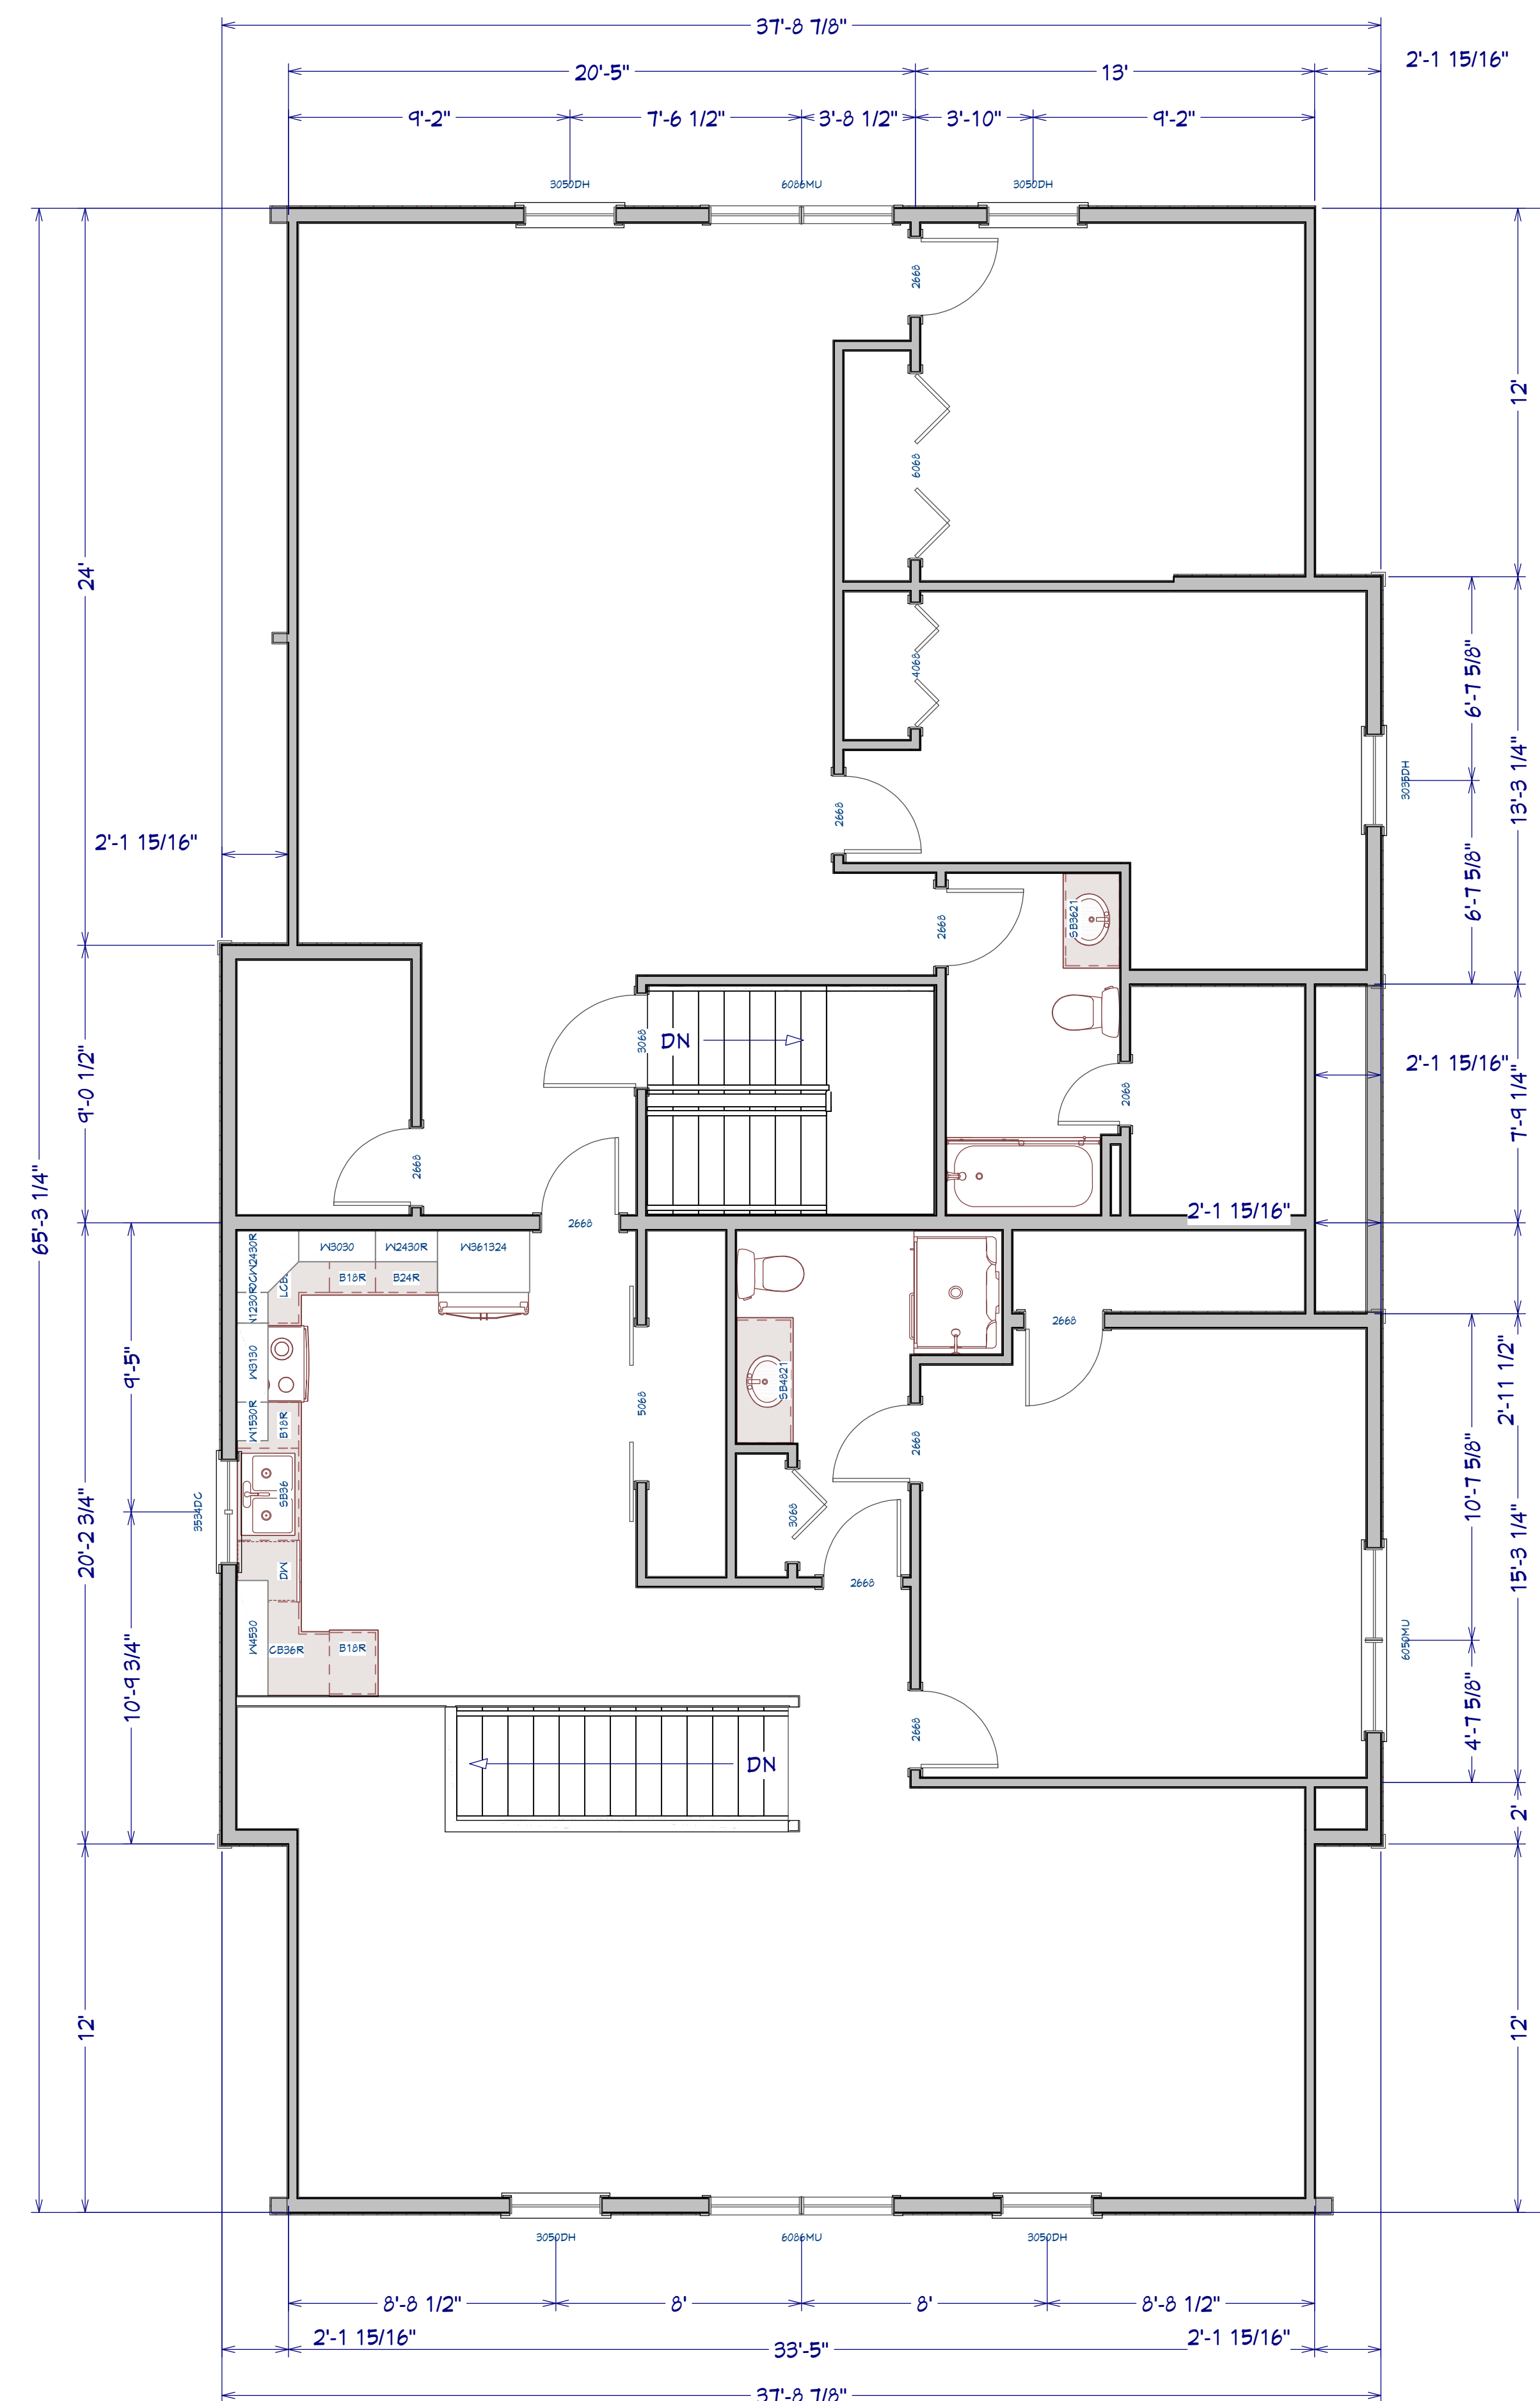 37'-8 7/8"
20'-5"
13'
2'-1 15/16"
9'-2"
7'-6 1/2"
3'-8 1/2"
3'-10"
9'-2"
3050DH
6086MU
3050DH
2668
12'
6068
24'
4068
6'-7 5/8"
13'-3 1/4"
3035DH
2668
2'-1 15/16"
6'-7 5/8"
2668
SB3621
9'-0 1/2"
3068
DN
2'-1 15/16"
7'-9 1/4"
2068
2668
65'-3 1/4"
2'-1 15/16"
2668
W3030
W2430R
W361324
B18R
B24R
2668
9'-5"
W3130
SB4821
2'-11 1/2"
5068
W1530R
B18R
2668
10'-7 5/8"
3534DC
SB36
3068
20'-2 3/4"
15'-3 1/4"
DW
2668
W4530
CB36R
B18R
6050MU
10'-9 3/4"
4'-7 5/8"
2668
DN
2'
12'
12'
3050DH
6086MU
3050DH
8'-8 1/2"
8'
8'
8'-8 1/2"
2'-1 15/16"
33'-5"
2'-1 15/16"
37'-8 7/8"